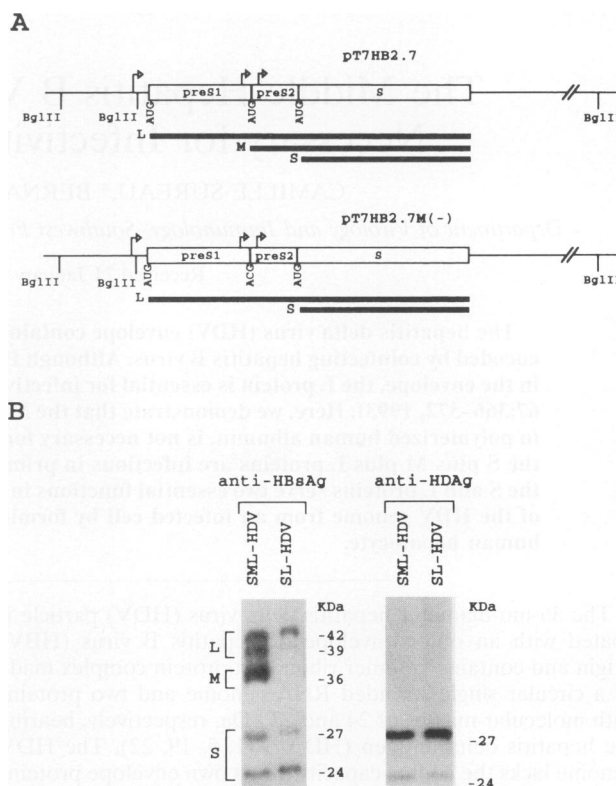 A
pT7HB2.7
preS1 preS2 S
BglII BglII AUG AUG AUG BglII
L
M
S
pT7HB2.7M(-)
preS1 preS2 S
BglII BglII AUG ACG AUG BglII
L
S
B
anti-HBsAg anti-HDAg
SML-HDV SL-HDV SML-HDV SL-HDV
KDa KDa
L -42
-39
M -36
S -27 -27
-24 -24